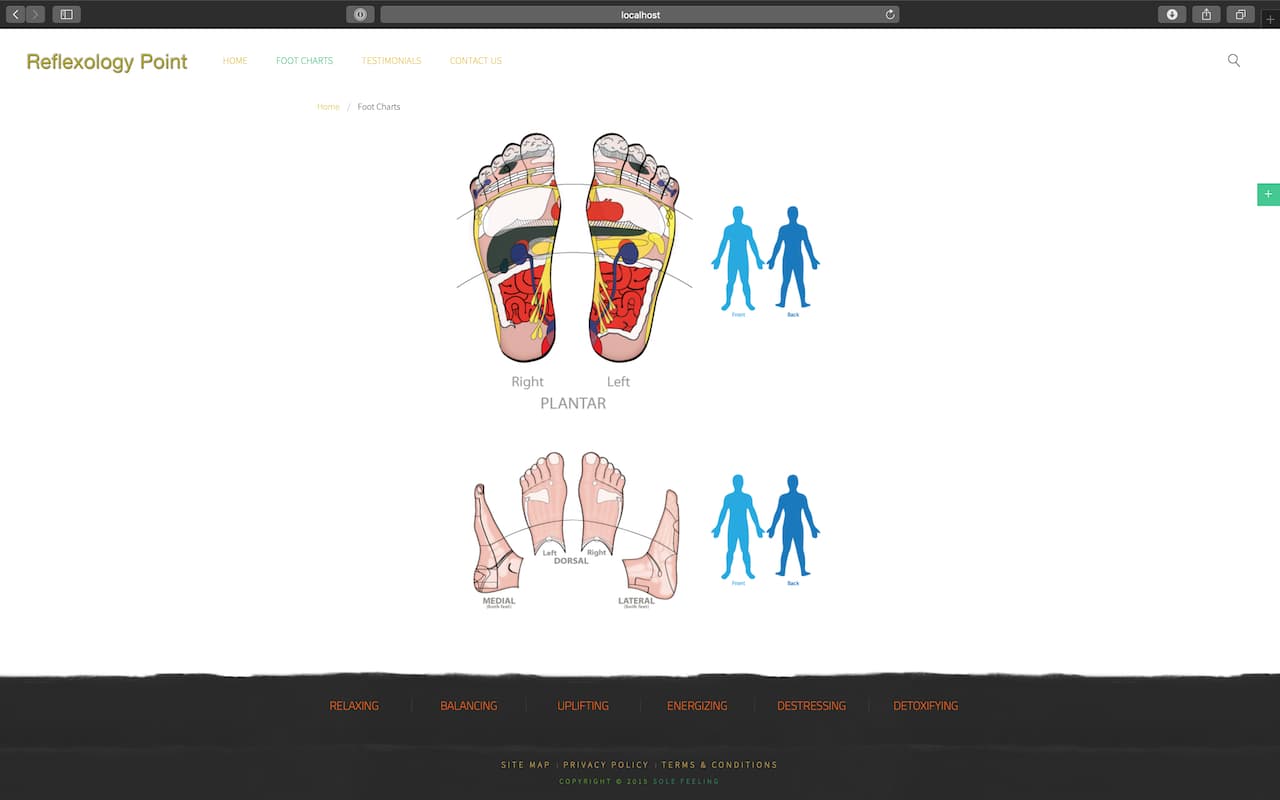 localhost
Reflexology Point HOME FOOT CHARTS TESTIMONIALS CONTACT US
Home / Foot Charts
Front Back
Right Left
PLANTAR
Left Right
DORSAL
Front Back
MEDIAL LATERAL
(both feet) (both feet)
RELAXING BALANCING UPLIFTING ENERGIZING DESTRESSING DETOXIFYING
SITE MAP | PRIVACY POLICY | TERMS & CONDITIONS
COPYRIGHT © 2015 SOLE FEELING